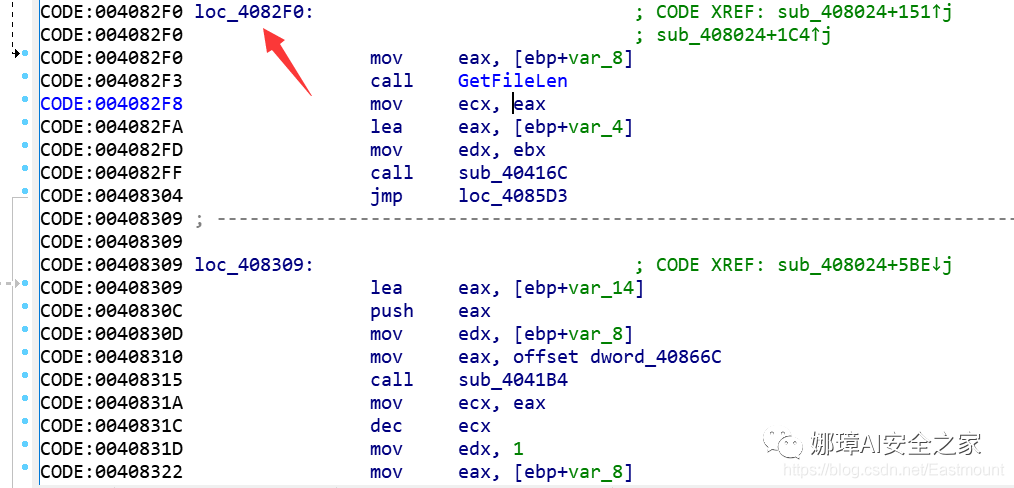 CODE:004082F0 loc_4082F0: ; CODE XREF: sub_408024+151↑j
CODE:004082F0 ; sub_408024+1C4↑j
CODE:004082F0 mov eax, [ebp+var_8]
CODE:004082F3 call GetFileLen
CODE:004082F8 mov ecx, eax
CODE:004082FA lea eax, [ebp+var_4]
CODE:004082FD mov edx, ebx
CODE:004082FF call sub_40416C
CODE:00408304 jmp loc_4085D3
CODE:00408309 ; ---------------------------------------------------------------------------
CODE:00408309
CODE:00408309 loc_408309: ; CODE XREF: sub_408024+5BE↓j
CODE:00408309 lea eax, [ebp+var_14]
CODE:0040830C push eax
CODE:0040830D mov edx, [ebp+var_8]
CODE:00408310 mov eax, offset dword_40866C
CODE:00408315 call sub_4041B4
CODE:0040831A mov ecx, eax
CODE:0040831C dec ecx
CODE:0040831D mov edx, 1
CODE:00408322 mov eax, [ebp+var_8]
娜璋AI安全之家
https://blog.csdn.net/Eastmount